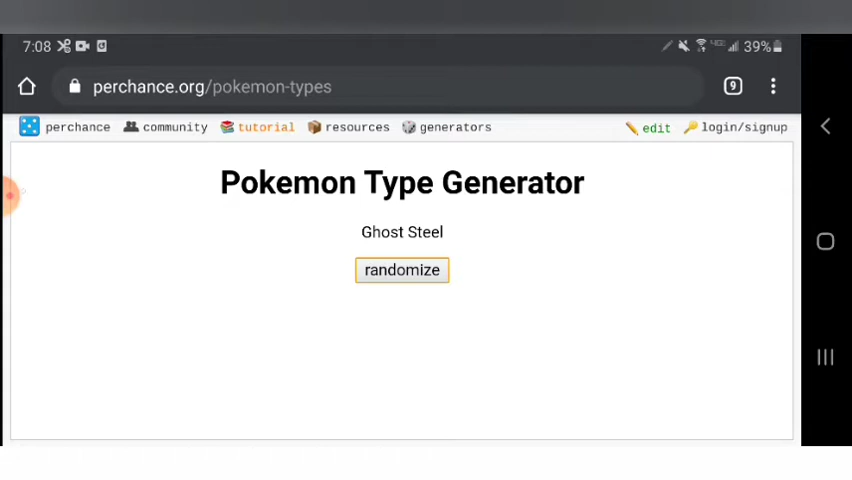 7:08 39%
perchance.org/pokemon-types 9
perchance community tutorial resources generators edit login/signup
Pokemon Type Generator
Ghost Steel
randomize